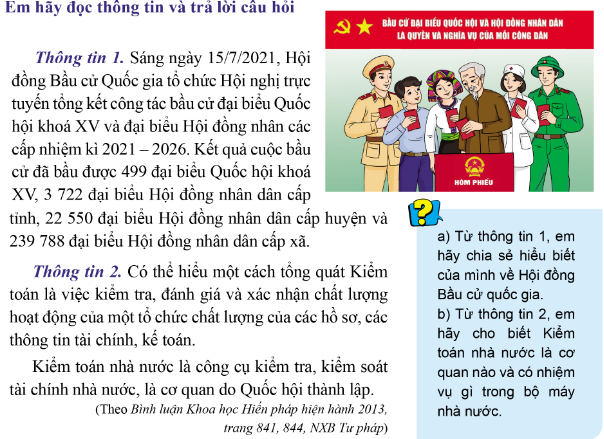 Em hãy đọc thông tin và trả lời câu hỏi
Thông tin 1. Sáng ngày 15/7/2021, Hội
đồng Bầu cử Quốc gia tổ chức Hội nghị trực
tuyến tổng kết công tác bầu cử đại biểu Quốc
hội khoá XV và đại biểu Hội đồng nhân các
cấp nhiệm kì 2021 – 2026. Kết quả cuộc bầu
cử đã bầu được 499 đại biểu Quốc hội khoá
XV, 3 722 đại biểu Hội đồng nhân dân cấp
tỉnh, 22 550 đại biểu Hội đồng nhân dân cấp huyện và
239 788 đại biểu Hội đồng nhân dân cấp xã.
Thông tin 2. Có thể hiểu một cách tổng quát Kiểm
toán là việc kiểm tra, đánh giá và xác nhận chất lượng
hoạt động của một tổ chức chất lượng của các hồ sơ, các
thông tin tài chính, kế toán.
Kiểm toán nhà nước là công cụ kiểm tra, kiểm soát
tài chính nhà nước, là cơ quan do Quốc hội thành lập.
(Theo Bình luận Khoa học Hiến pháp hiện hành 2013,
trang 841, 844, NXB Tư pháp)
BẦU CỬ ĐẠI BIỂU QUỐC HỘI VÀ HỘI ĐỒNG NHÂN DÂN
LÀ QUYỀN VÀ NGHĨA VỤ CỦA MỖI CÔNG DÂN
HÒM PHIẾU
?
a) Từ thông tin 1, em
hãy chia sẻ hiểu biết
của mình về Hội đồng
Bầu cử quốc gia.
b) Từ thông tin 2, em
hãy cho biết Kiểm
toán nhà nước là cơ
quan nào và có nhiệm
vụ gì trong bộ máy
nhà nước.